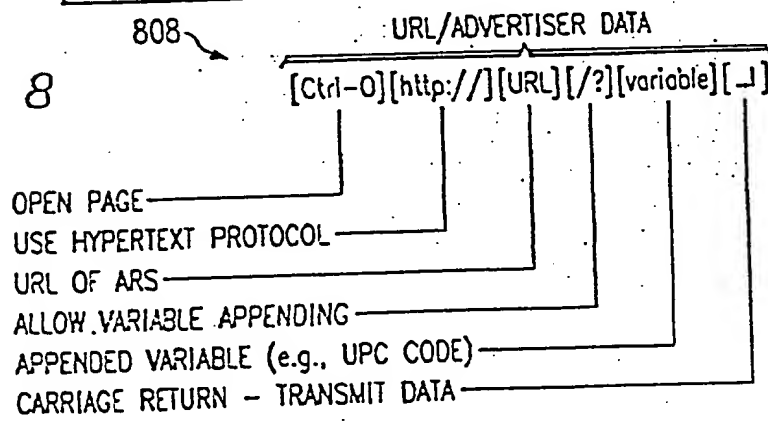 808
URL/ADVERTISER DATA
8
[Ctrl-O][http://][URL][/?][variable][↵]
OPEN PAGE
USE HYPERTEXT PROTOCOL
URL OF ARS
ALLOW VARIABLE APPENDING
APPENDED VARIABLE (e.g., UPC CODE)
CARRIAGE RETURN – TRANSMIT DATA